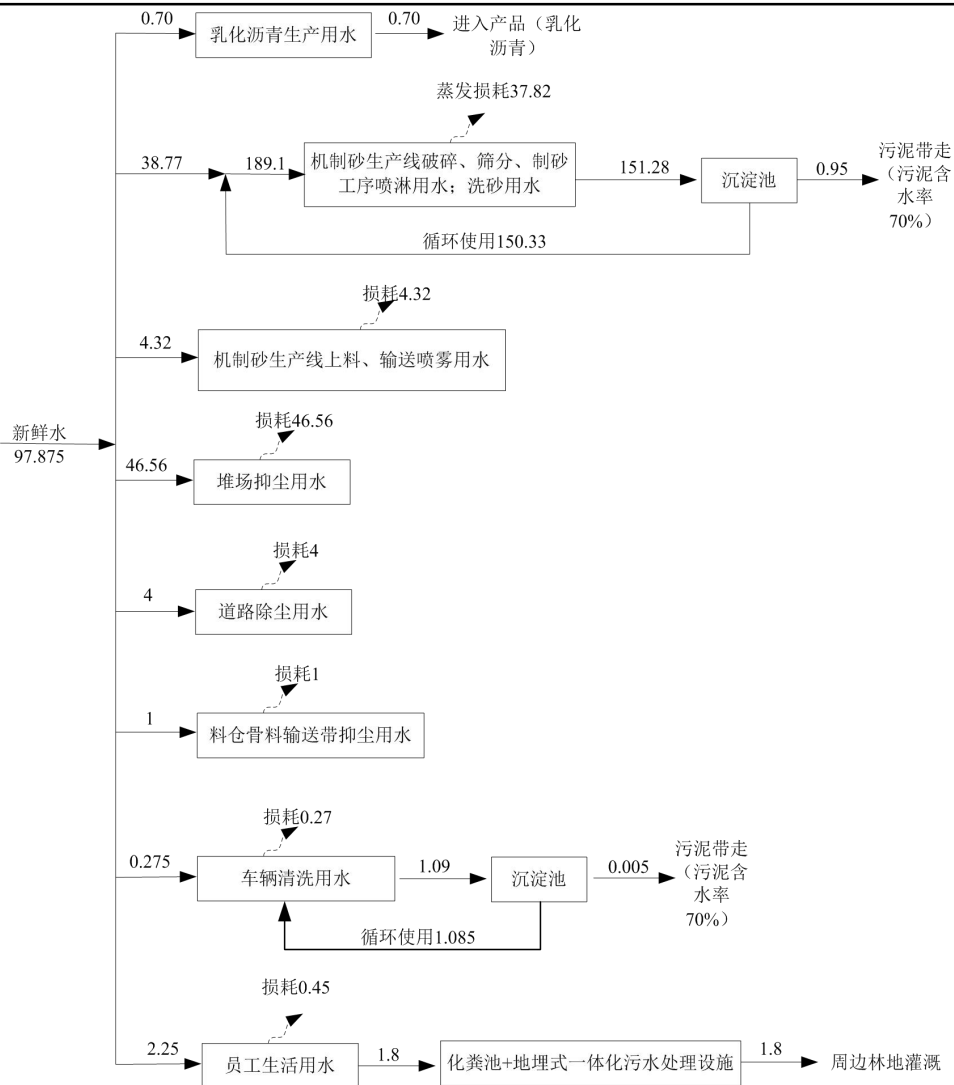 0.70
乳化沥青生产用水
0.70
进入产品（乳化
沥青）
蒸发损耗37.82
38.77
189.1
机制砂生产线破碎、筛分、制砂
工序喷淋用水；洗砂用水
151.28
沉淀池
0.95
污泥带走
（污泥含
水率
70%）
循环使用150.33
损耗4.32
4.32
机制砂生产线上料、输送喷雾用水
新鲜水
97.875
损耗46.56
46.56
堆场抑尘用水
损耗4
4
道路除尘用水
损耗1
1
料仓骨料输送带抑尘用水
损耗0.27
0.275
车辆清洗用水
1.09
沉淀池
0.005
污泥带走
（污泥含
水率
70%）
循环使用1.085
损耗0.45
2.25
员工生活用水
1.8
化粪池+地埋式一体化污水处理设施
1.8
周边林地灌溉